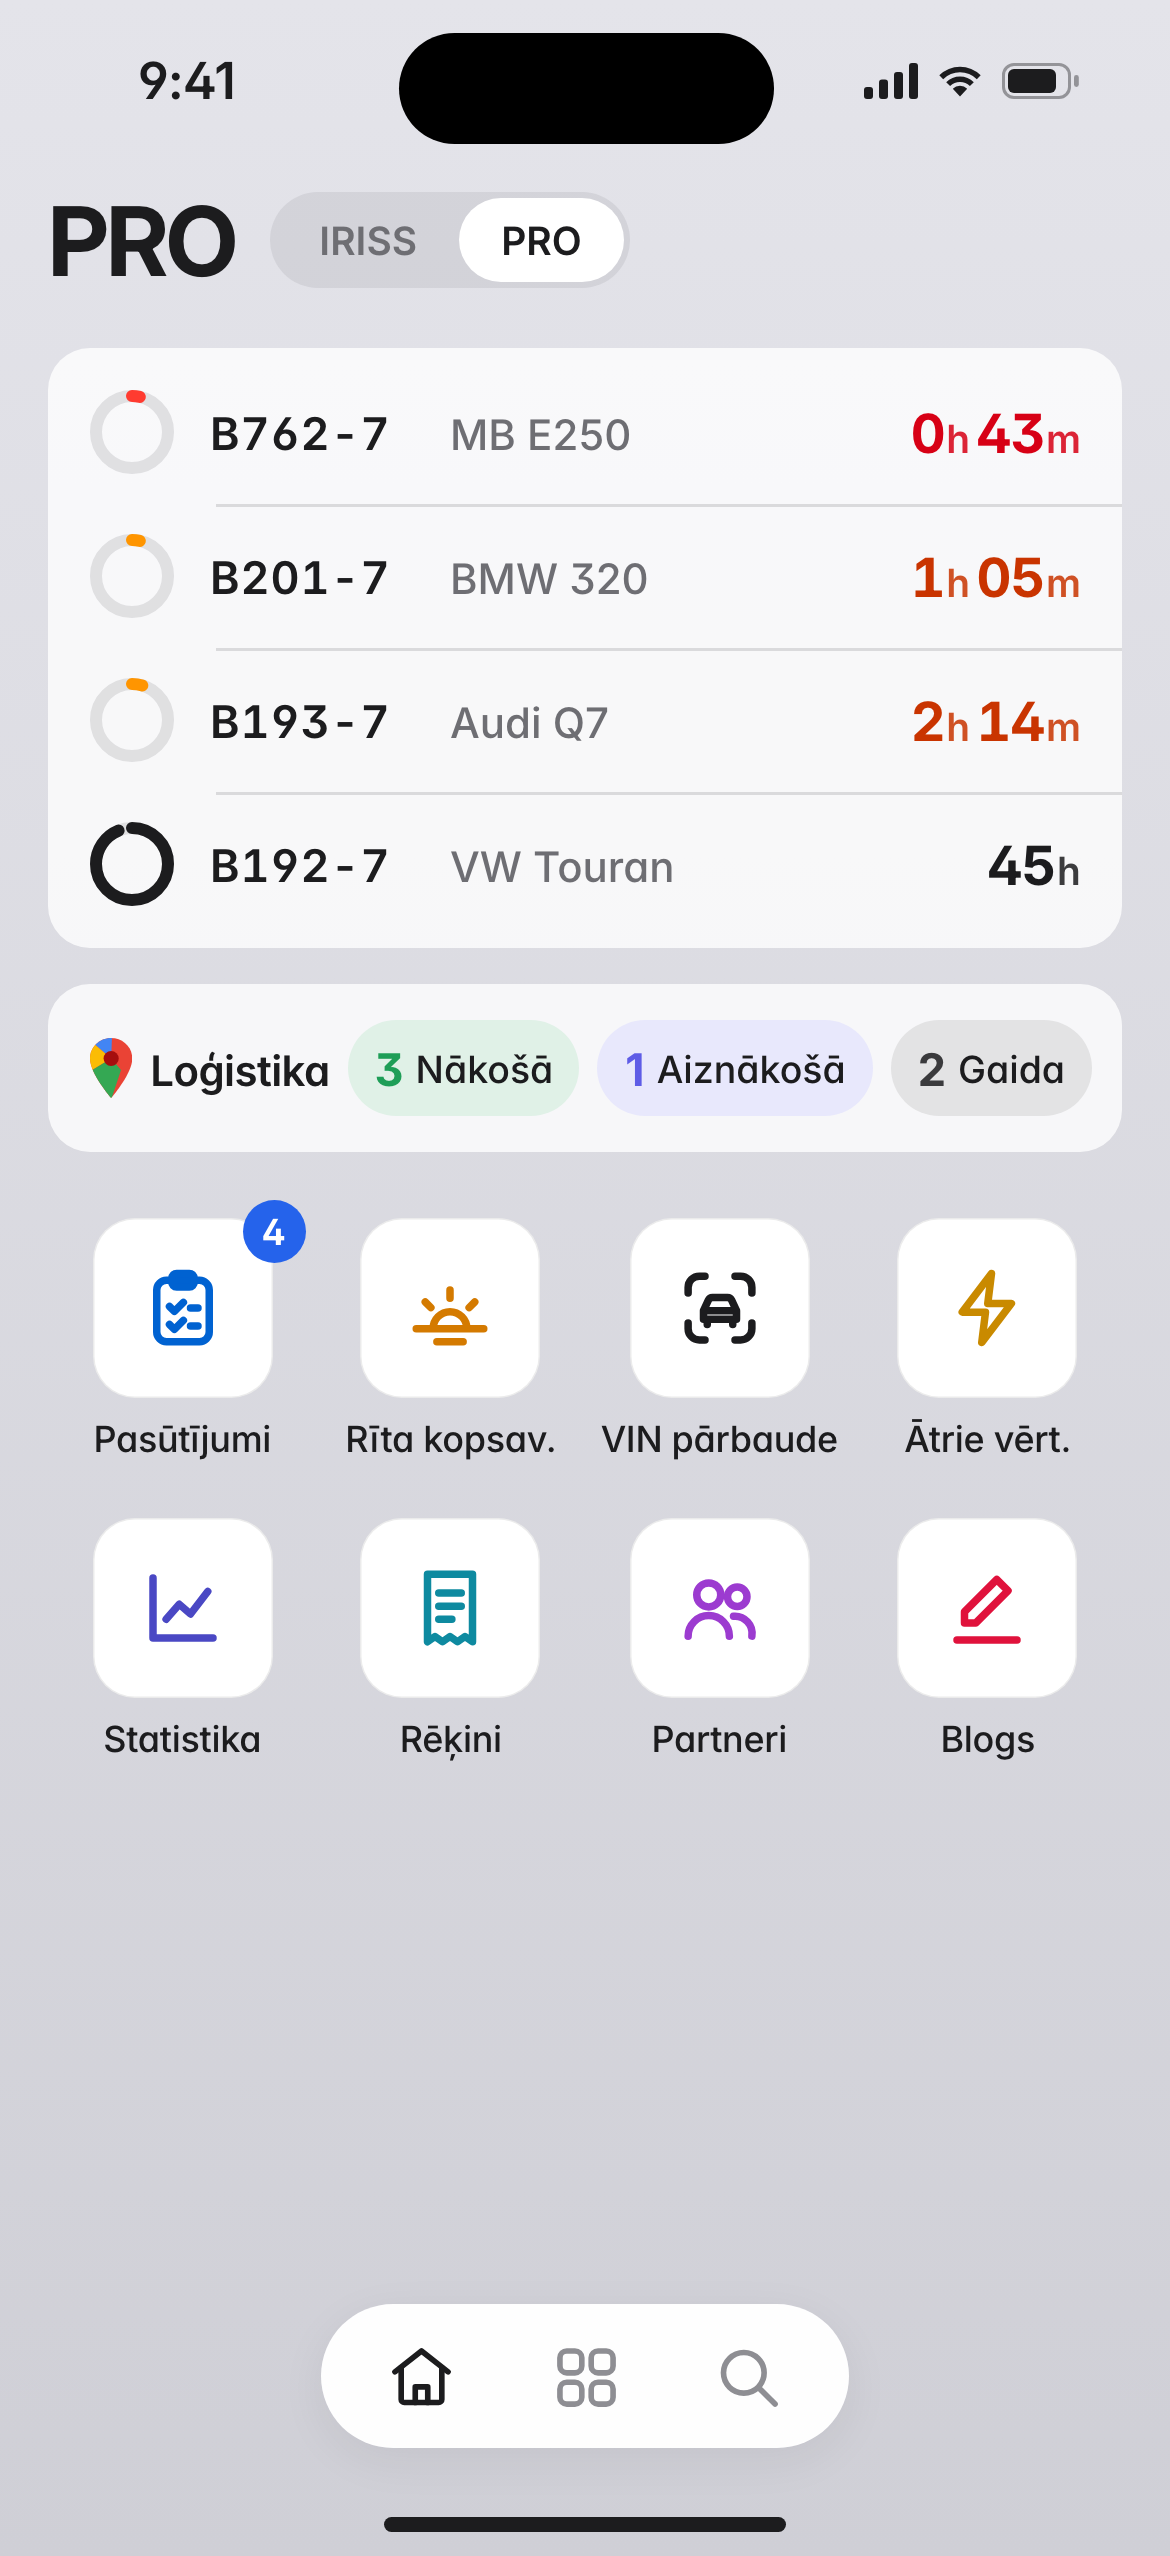 9:41
PRO IRISS PRO
B762-7 MB E250 0h 43m
B201-7 BMW 320 1h 05m
B193-7 Audi Q7 2h 14m
B192-7 VW Touran 45h
Loģistika 3 Nākošā 1 Aiznākošā 2 Gaida
4
Pasūtījumi Rīta kopsav. VIN pārbaude Ātrie vērt.
Statistika Rēķini Partneri Blogs